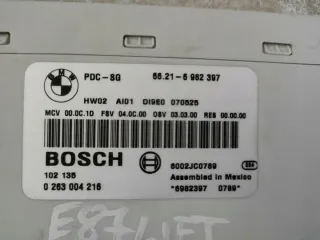 PDC-SG 66.21-6 982 397
HW02 AI01 DI9E0 070525
MCV 00.0C.10 FSV 04.0C.00 OSV 03.03.00 RES 00.00.00
BOSCH
6002JC0789
102 135
Assembled in Mexico
0 263 004 216
*6982397 0789*
E87 LIFT